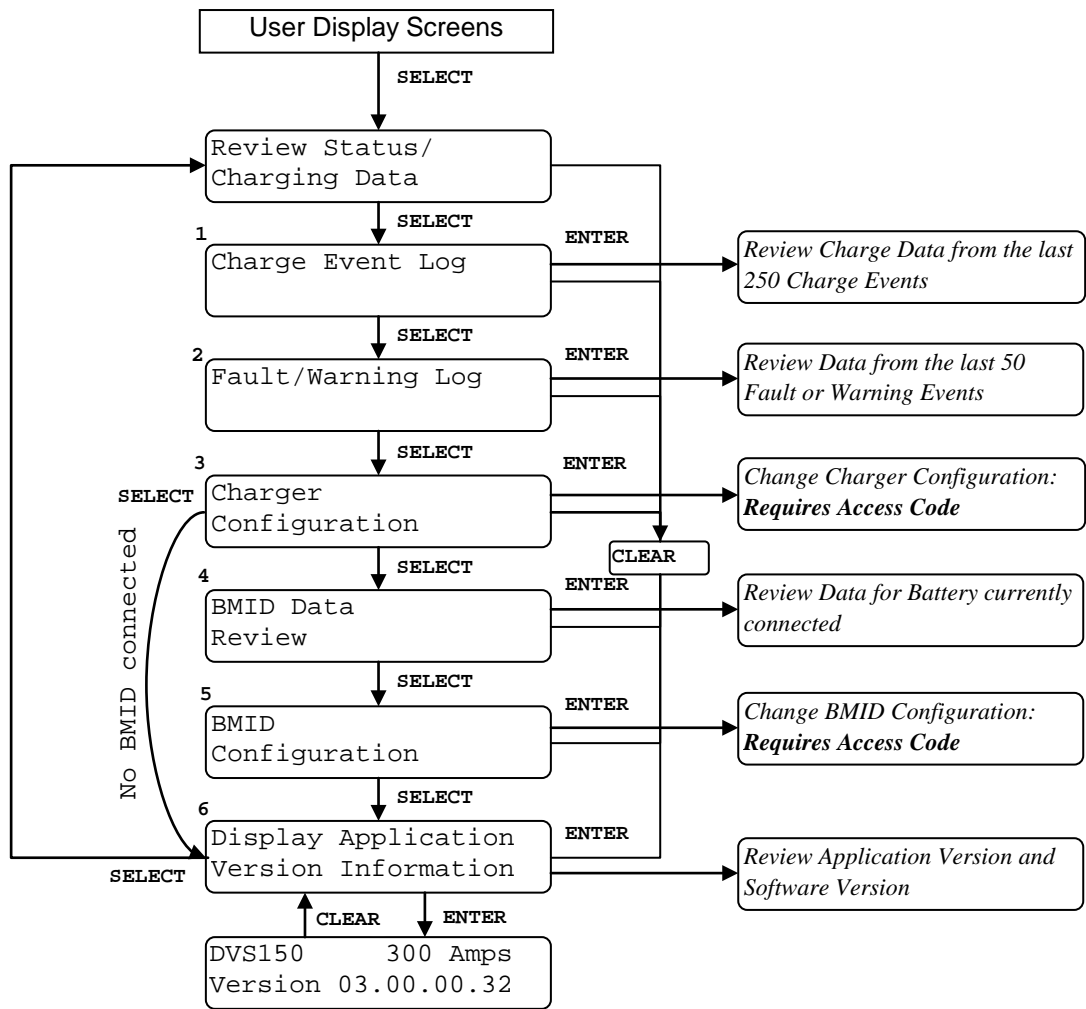 User Display Screens
SELECT
Review Status/
Charging Data
SELECT
1
Charge Event Log
ENTER
Review Charge Data from the last
250 Charge Events
SELECT
2
Fault/Warning Log
ENTER
Review Data from the last 50
Fault or Warning Events
SELECT
3
SELECT
Charger
Configuration
ENTER
Change Charger Configuration:
Requires Access Code
No BMID connected
CLEAR
SELECT
4
BMID Data
Review
ENTER
Review Data for Battery currently
connected
SELECT
5
BMID
Configuration
ENTER
Change BMID Configuration:
Requires Access Code
SELECT
6
Display Application
Version Information
ENTER
SELECT
Review Application Version and
Software Version
CLEAR
ENTER
DVS150 300 Amps
Version 03.00.00.32